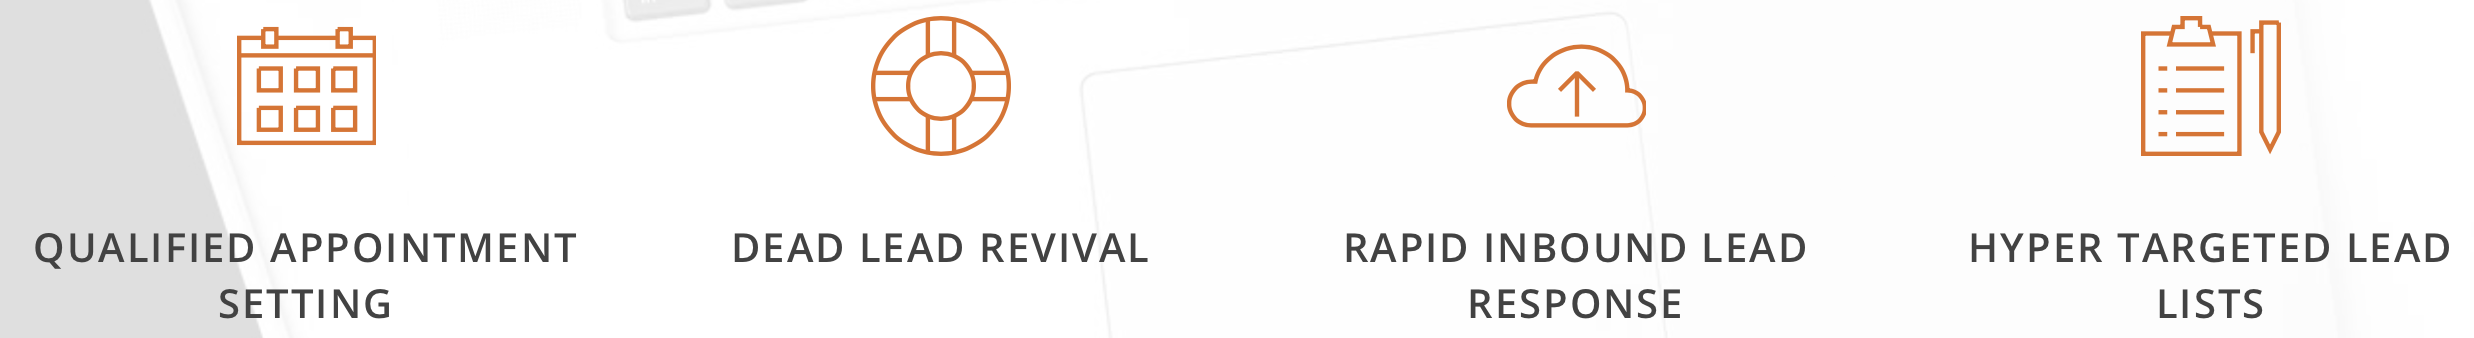 QUALIFIED APPOINTMENT
SETTING
DEAD LEAD REVIVAL
RAPID INBOUND LEAD
RESPONSE
HYPER TARGETED LEAD
LISTS